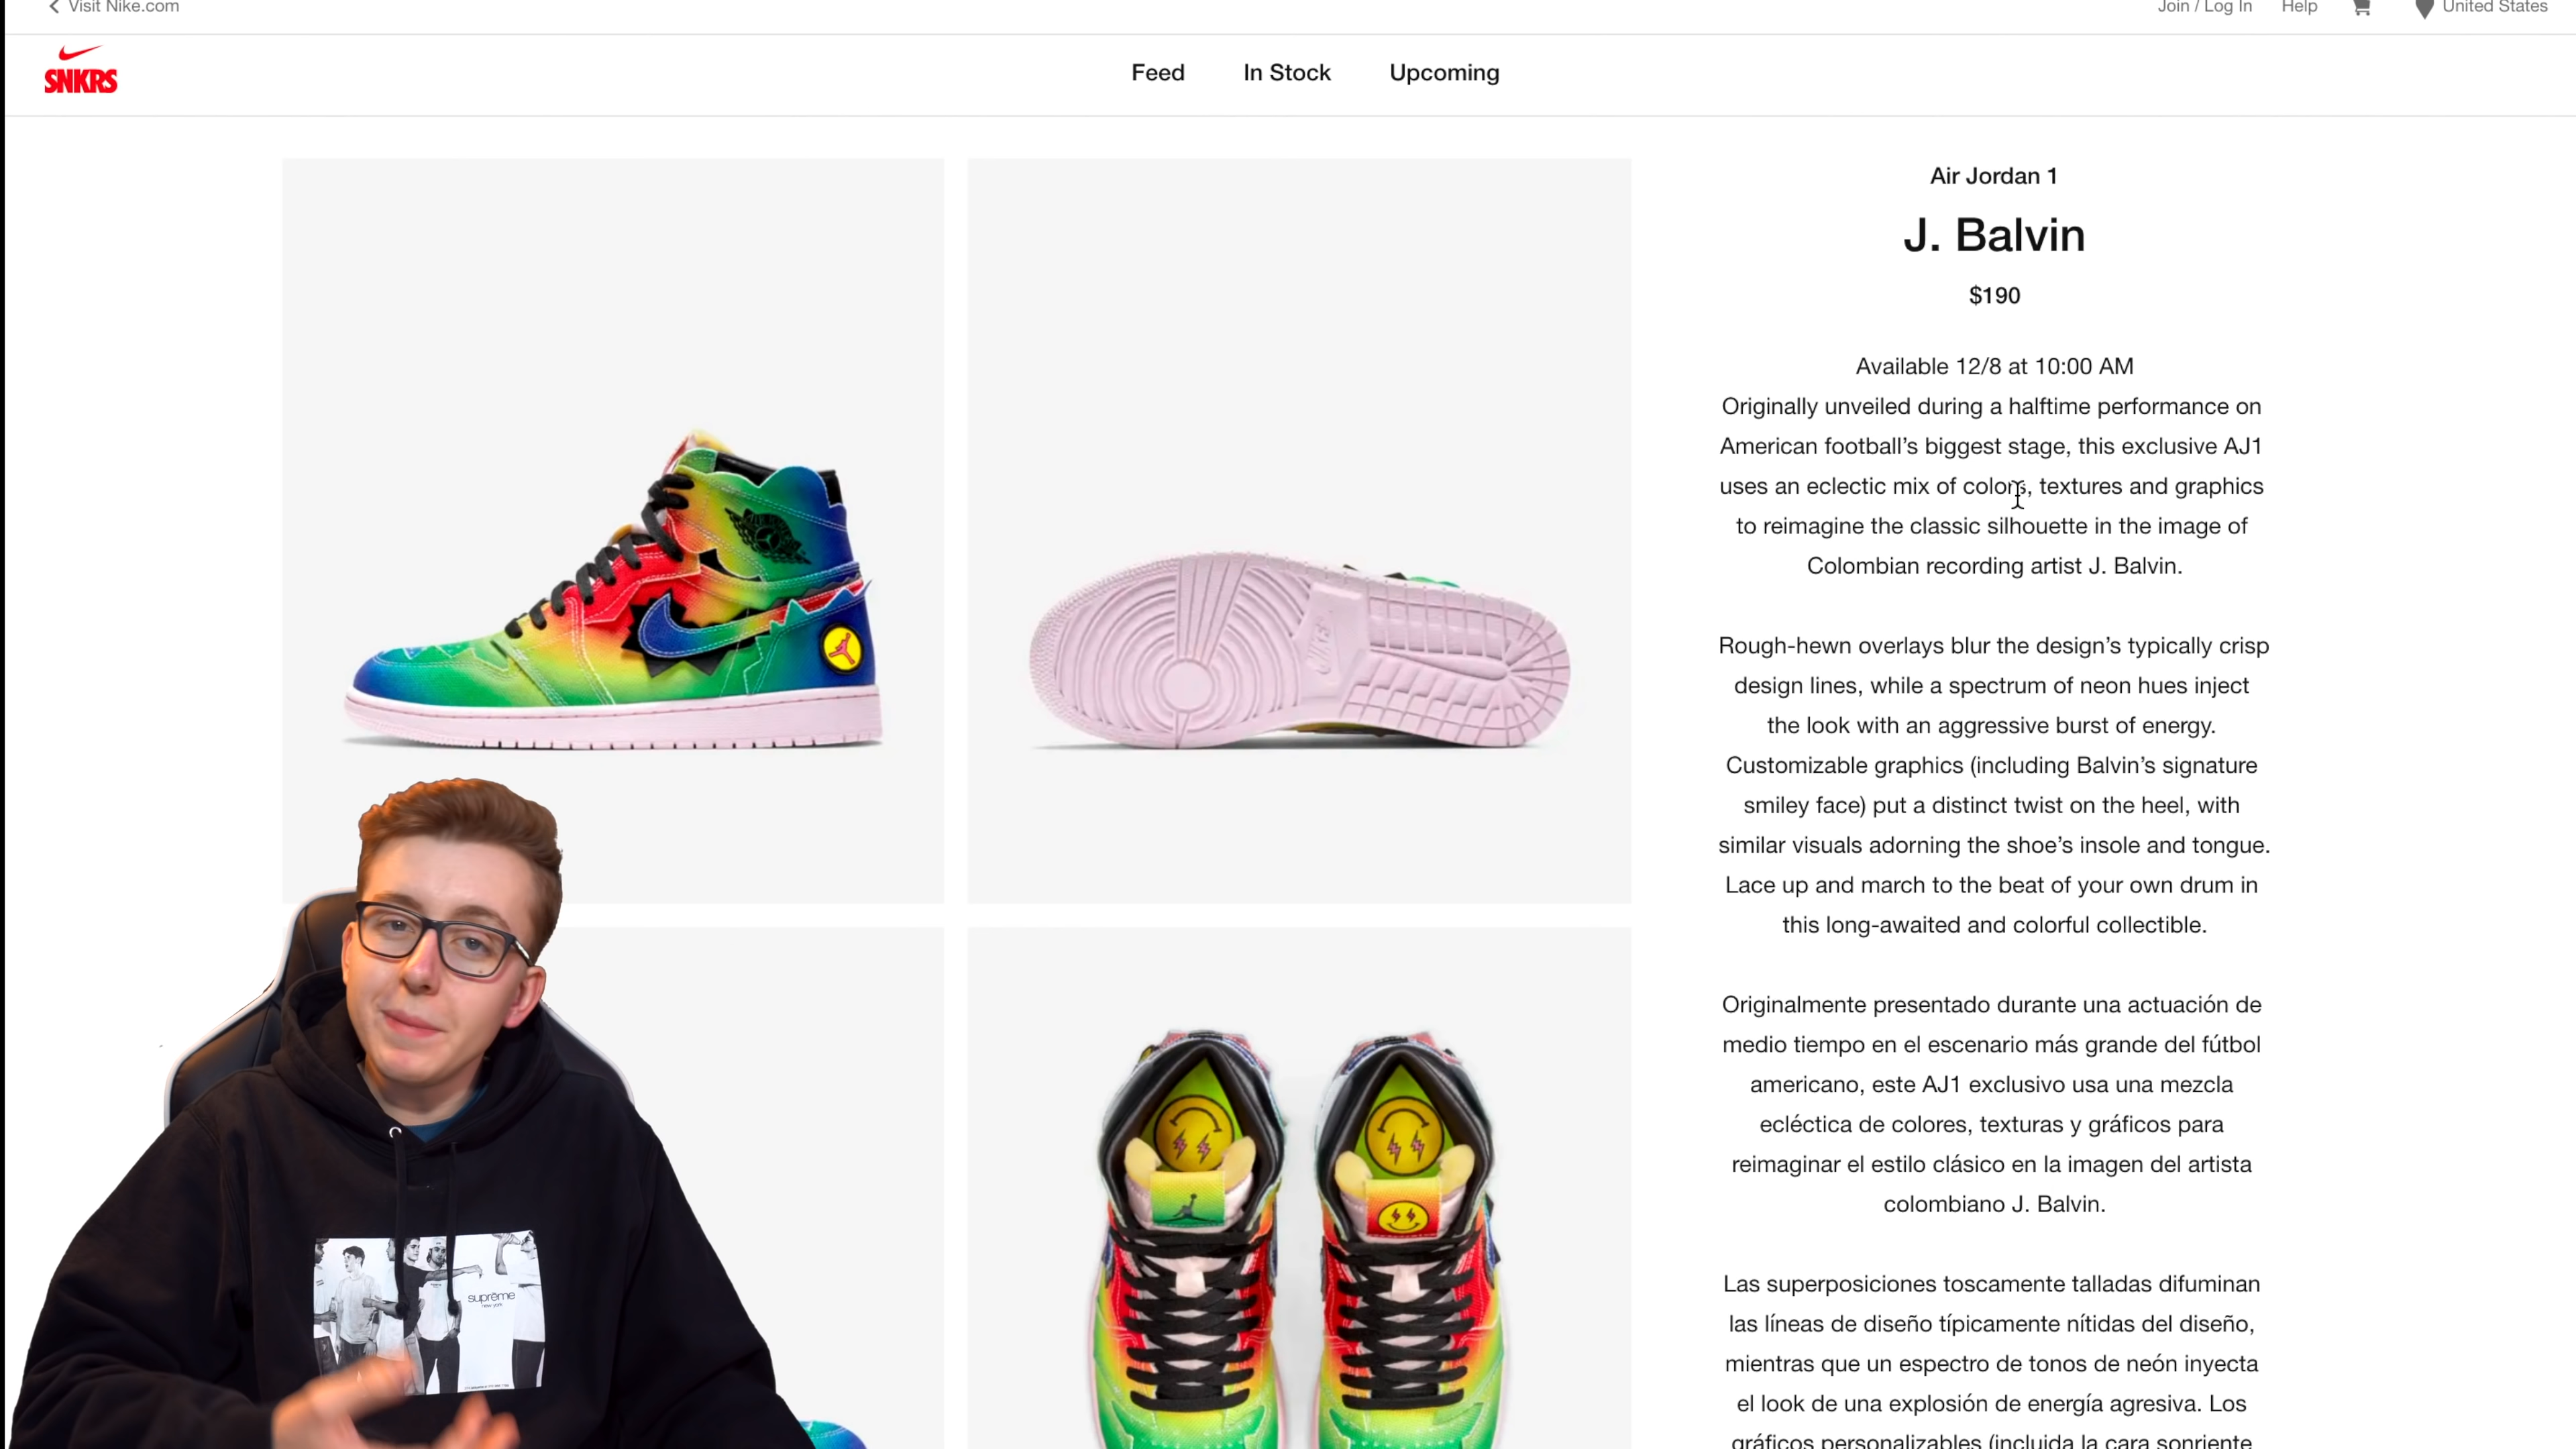 Visit Nike.com
Join / Log In
Help
United States
SNKRS
Feed
In Stock
Upcoming
Air Jordan 1
J. Balvin
$190
Available 12/8 at 10:00 AM
Originally unveiled during a halftime performance on
American football’s biggest stage, this exclusive AJ1
uses an eclectic mix of colors, textures and graphics
to reimagine the classic silhouette in the image of
Colombian recording artist J. Balvin.
Rough-hewn overlays blur the design’s typically crisp
design lines, while a spectrum of neon hues inject
the look with an aggressive burst of energy.
Customizable graphics (including Balvin’s signature
smiley face) put a distinct twist on the heel, with
similar visuals adorning the shoe’s insole and tongue.
Lace up and march to the beat of your own drum in
this long-awaited and colorful collectible.
Originalmente presentado durante una actuación de
medio tiempo en el escenario más grande del fútbol
americano, este AJ1 exclusivo usa una mezcla
ecléctica de colores, texturas y gráficos para
reimaginar el estilo clásico en la imagen del artista
colombiano J. Balvin.
Las superposiciones toscamente talladas difuminan
las líneas de diseño típicamente nítidas del diseño,
mientras que un espectro de tonos de neón inyecta
el look de una explosión de energía agresiva. Los
gráficos personalizables (incluida la cara sonriente
suprême
new york